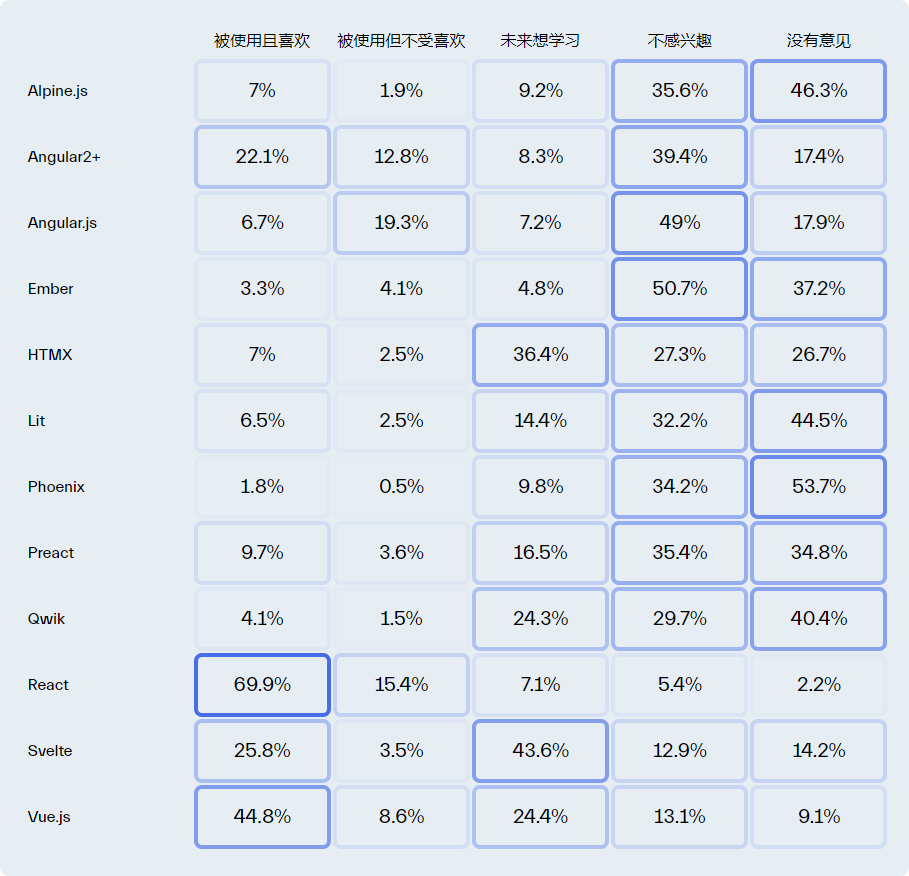 被使用且喜欢 被使用但不受喜欢 未来想学习 不感兴趣 没有意见
Alpine.js 7% 1.9% 9.2% 35.6% 46.3%
Angular2+ 22.1% 12.8% 8.3% 39.4% 17.4%
Angular.js 6.7% 19.3% 7.2% 49% 17.9%
Ember 3.3% 4.1% 4.8% 50.7% 37.2%
HTMX 7% 2.5% 36.4% 27.3% 26.7%
Lit 6.5% 2.5% 14.4% 32.2% 44.5%
Phoenix 1.8% 0.5% 9.8% 34.2% 53.7%
Preact 9.7% 3.6% 16.5% 35.4% 34.8%
Qwik 4.1% 1.5% 24.3% 29.7% 40.4%
React 69.9% 15.4% 7.1% 5.4% 2.2%
Svelte 25.8% 3.5% 43.6% 12.9% 14.2%
Vue.js 44.8% 8.6% 24.4% 13.1% 9.1%